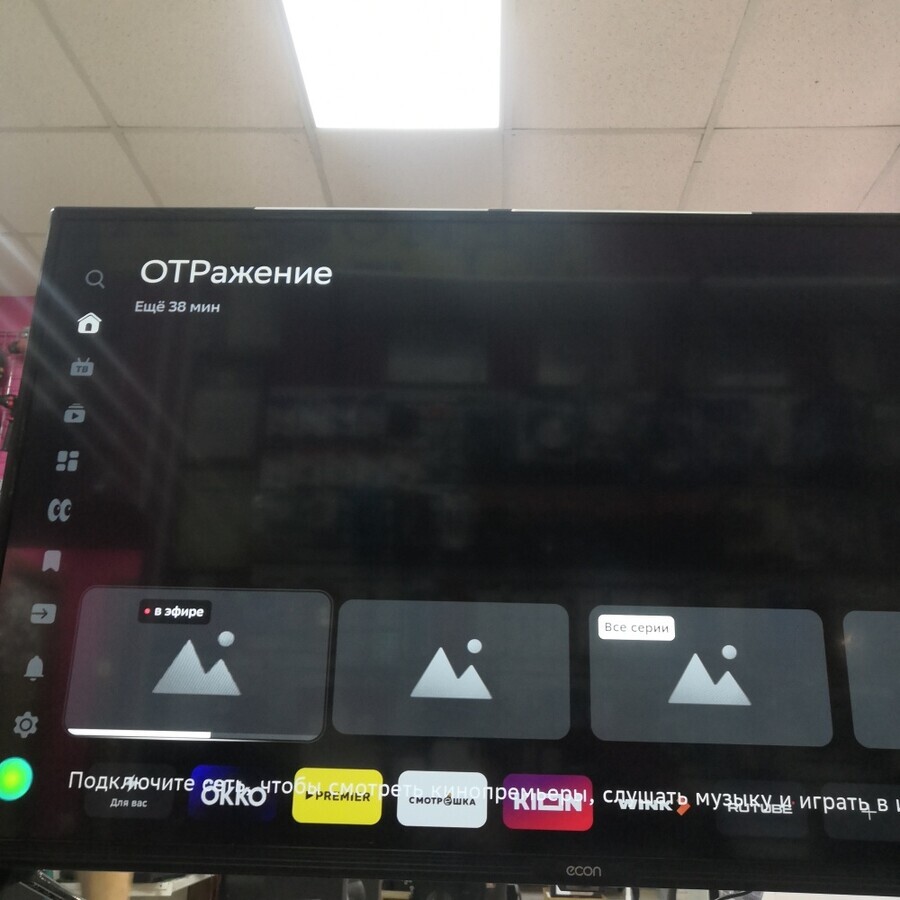 ОТРажение
Ещё 38 мин
ТВ
в эфире
Все серии
Подключите сеть, чтобы смотреть кинопремьеры, слушать музыку и играть в и
Для вас
OKKO
PREMIER
СМОТРЁШКА
KION
WINK
RUTUBE
econ